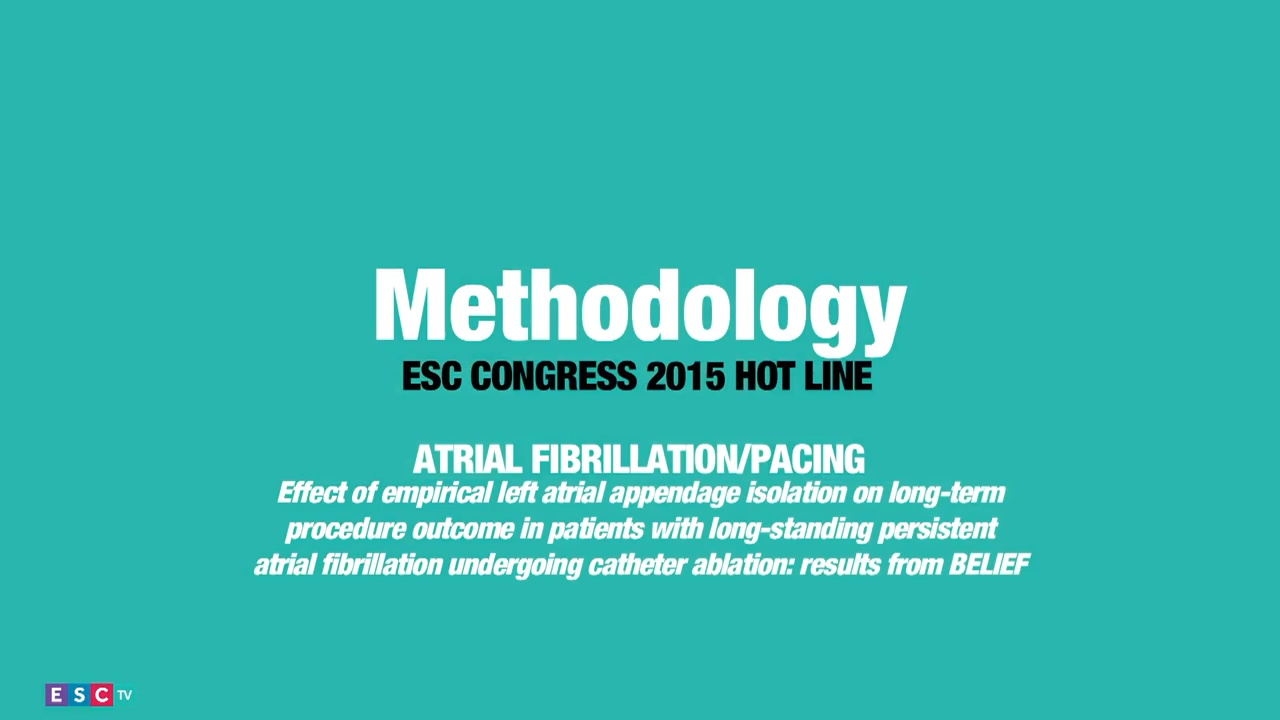 Methodology
ESC CONGRESS 2015 HOT LINE
ATRIAL FIBRILLATION/PACING
Effect of empirical left atrial appendage isolation on long-term
procedure outcome in patients with long-standing persistent
atrial fibrillation undergoing catheter ablation: results from BELIEF
ESC TV